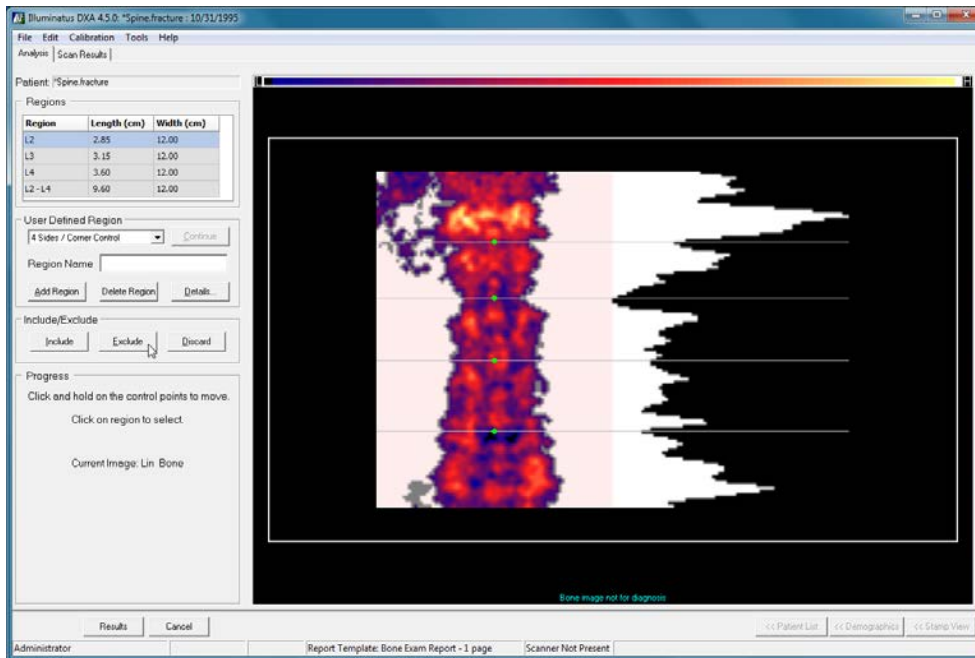 Illuminatus DXA 4.5.0: *Spine.fracture : 10/31/1995
File Edit Calibration Tools Help
Analysis Scan Results
Patient: *Spine.fracture
Regions
Region Length (cm) Width (cm)
L2 2.85 12.00
L3 3.15 12.00
L4 3.60 12.00
L2 - L4 9.60 12.00
User Defined Region
4 Sides / Corner Control Continue
Region Name
Add Region Delete Region Details...
Include/Exclude
Include Exclude Discard
Progress
Click and hold on the control points to move.
Click on region to select.
Current Image: Lin Bone
L H
Bone image not for diagnosis
Results Cancel << Patient List << Demographics << Stamp View
Administrator Report Template: Bone Exam Report - 1 page Scanner Not Present